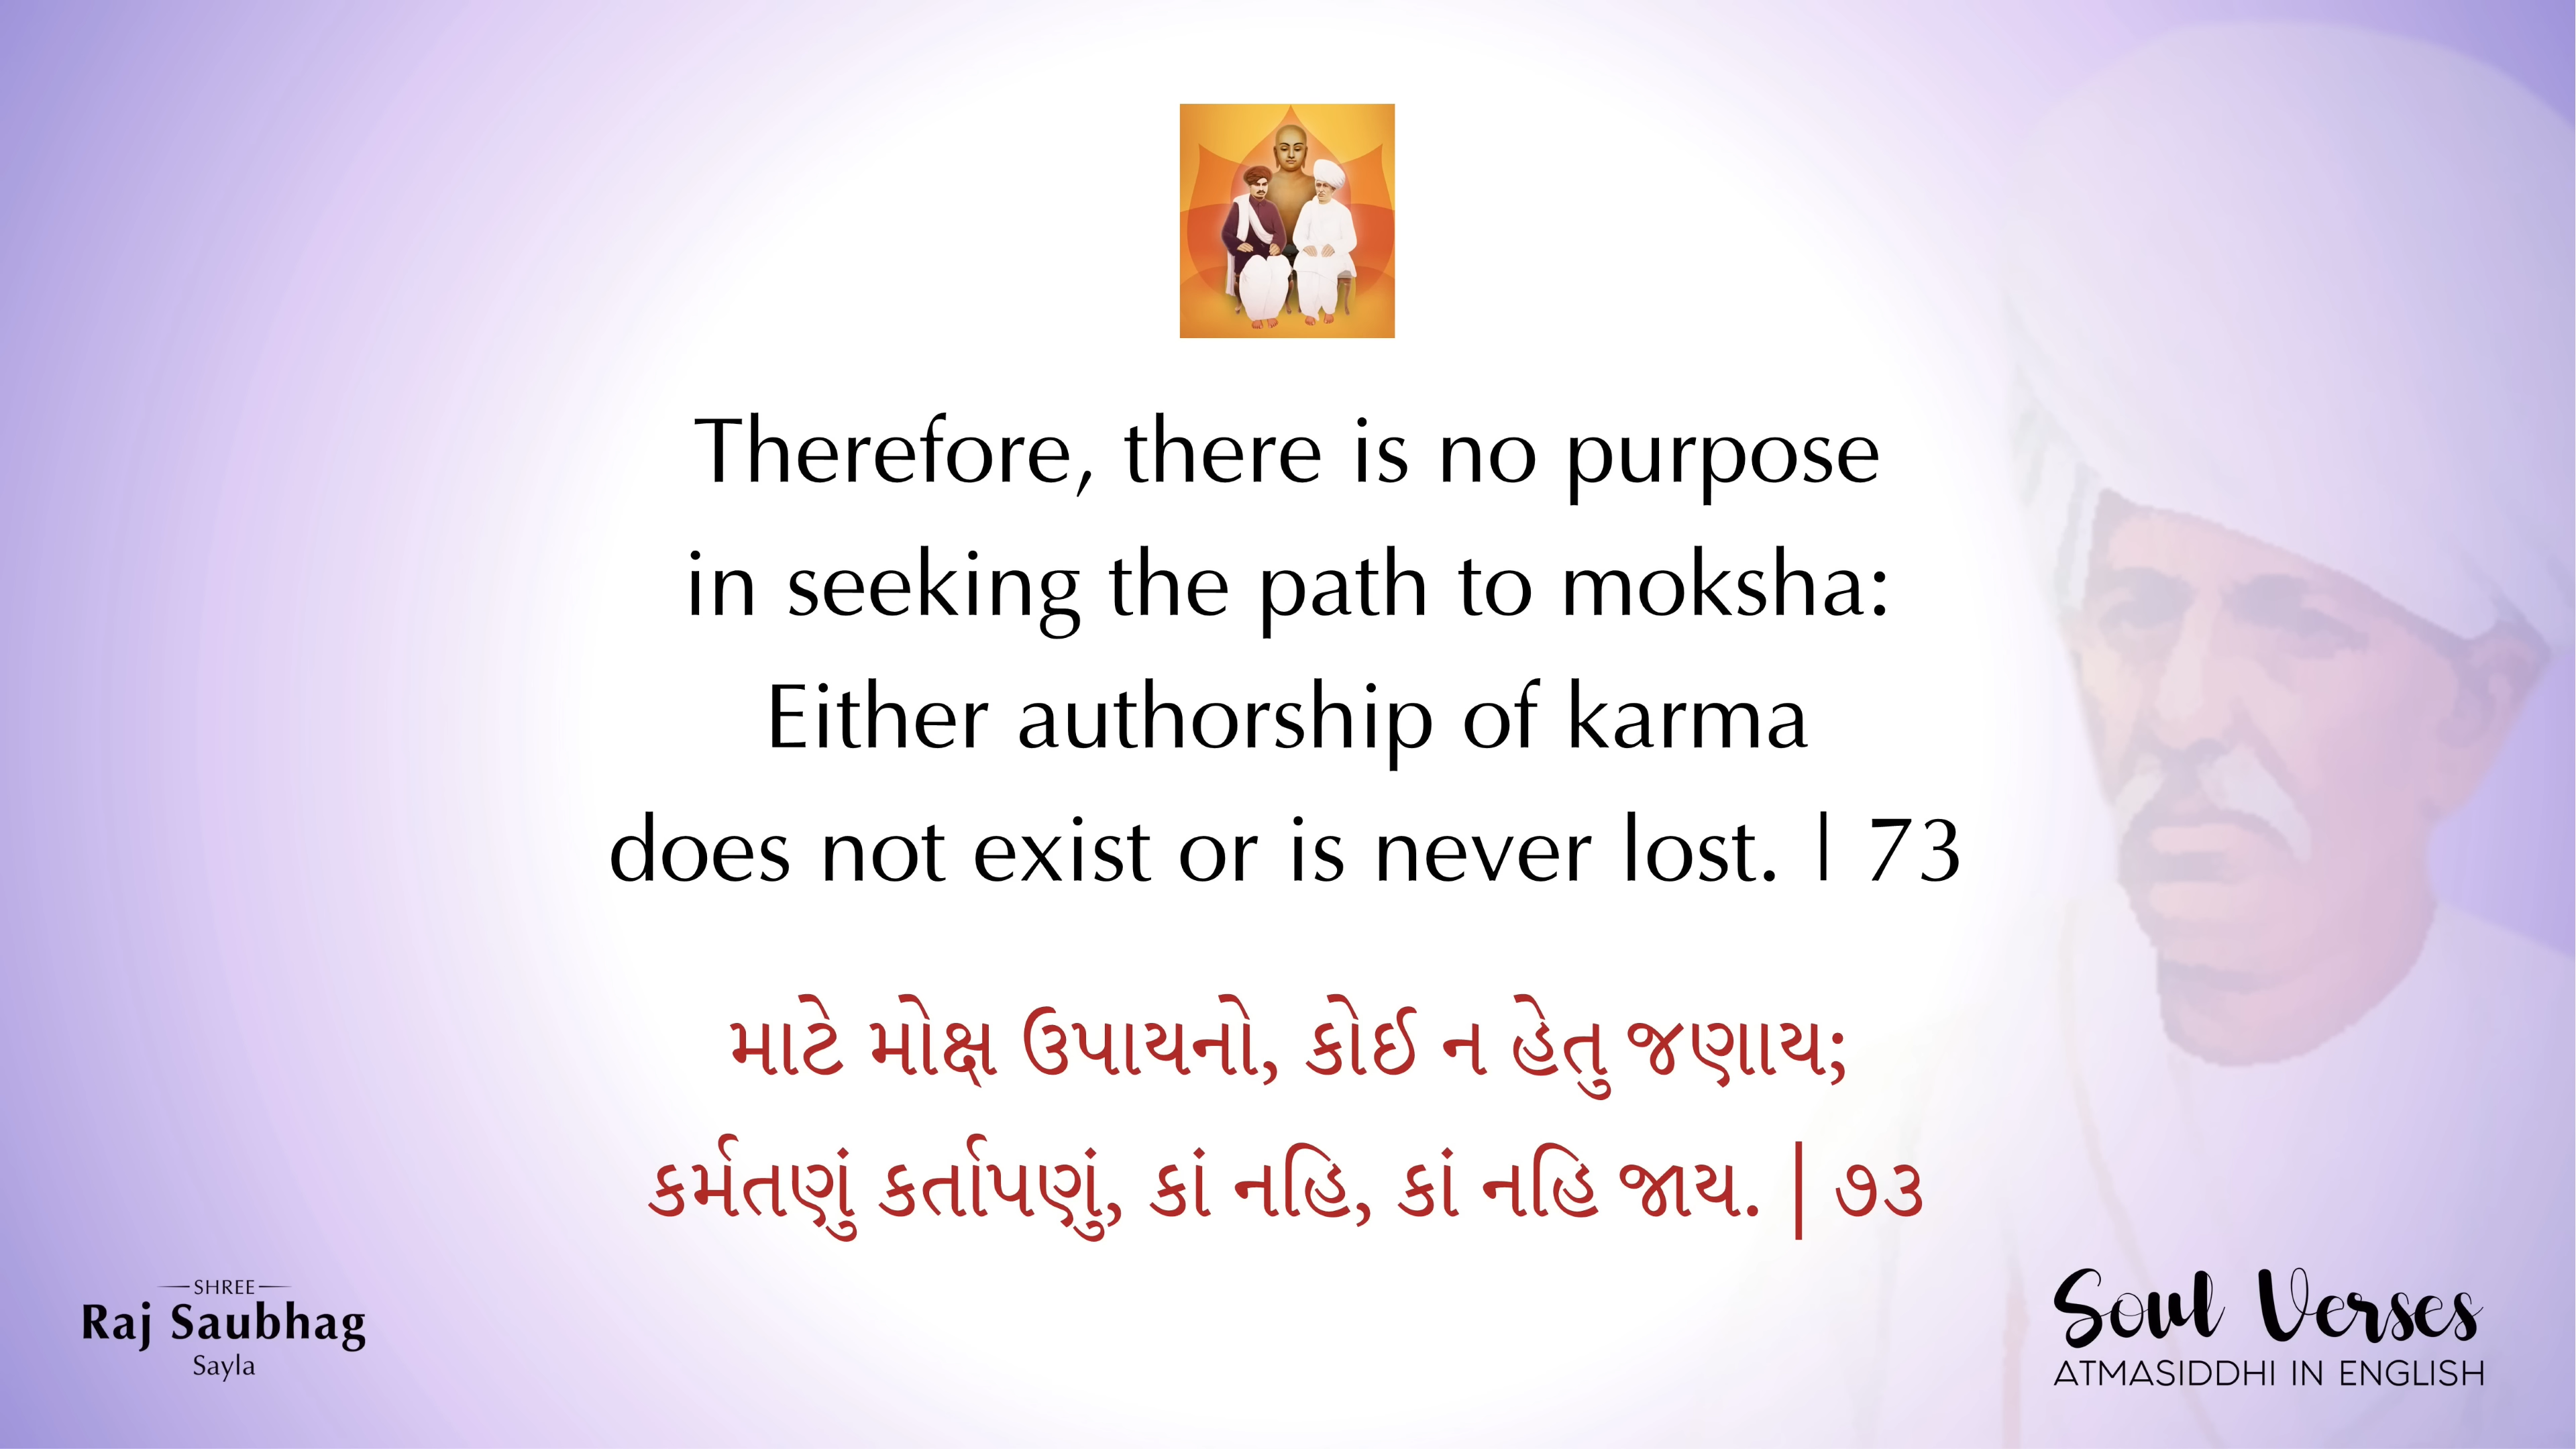 Therefore, there is no purpose
in seeking the path to moksha:
Either authorship of karma
does not exist or is never lost. | 73
માટે મોક્ષ ઉપાયનો, કોઈ ન હેતુ જણાય;
કર્મતણું કર્તાપણું, કાં નહિ, કાં નહિ જાય. | ૭૩
SHREE
Raj Saubhag
Sayla
Soul Verses
ATMASIDDHI IN ENGLISH